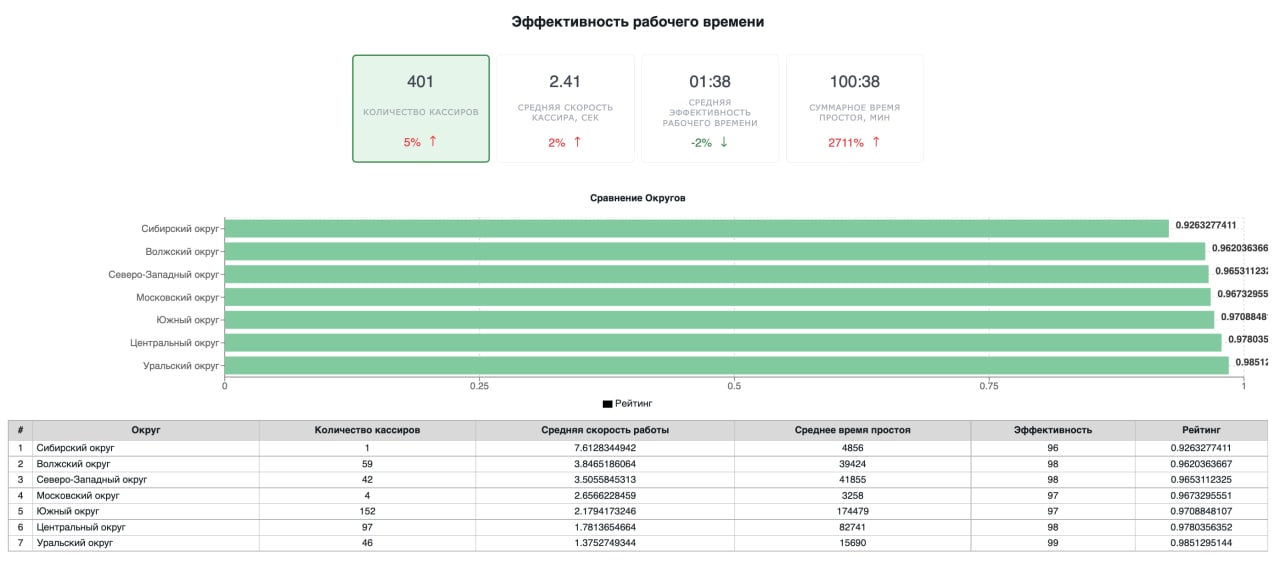 Эффективность рабочего времени
401
КОЛИЧЕСТВО КАССИРОВ
5% ↑
2.41
СРЕДНЯЯ СКОРОСТЬ
КАССИРА, СЕК
2% ↑
01:38
СРЕДНЯЯ
ЭФФЕКТИВНОСТЬ
РАБОЧЕГО ВРЕМЕНИ
-2% ↓
100:38
СУММАРНОЕ ВРЕМЯ
ПРОСТОЯ, МИН
2711% ↑
Сравнение Округов
Сибирский округ 0.9263277411
Волжский округ 0.962036366
Северо-Западный округ 0.965311232
Московский округ 0.96732955
Южный округ 0.9708848
Центральный округ 0.978035
Уральский округ 0.98512
0 0.25 0.5 0.75 1
Рейтинг
# Округ Количество кассиров Средняя скорость работы Среднее время простоя Эффективность Рейтинг
1 Сибирский округ 1 7.6128344942 4856 96 0.9263277411
2 Волжский округ 59 3.8465186064 39424 98 0.9620363667
3 Северо-Западный округ 42 3.5055845313 41855 98 0.9653112325
4 Московский округ 4 2.6566228459 3258 97 0.9673295551
5 Южный округ 152 2.1794173246 174479 97 0.9708848107
6 Центральный округ 97 1.7813654664 82741 98 0.9780356352
7 Уральский округ 46 1.3752749344 15690 99 0.9851295144